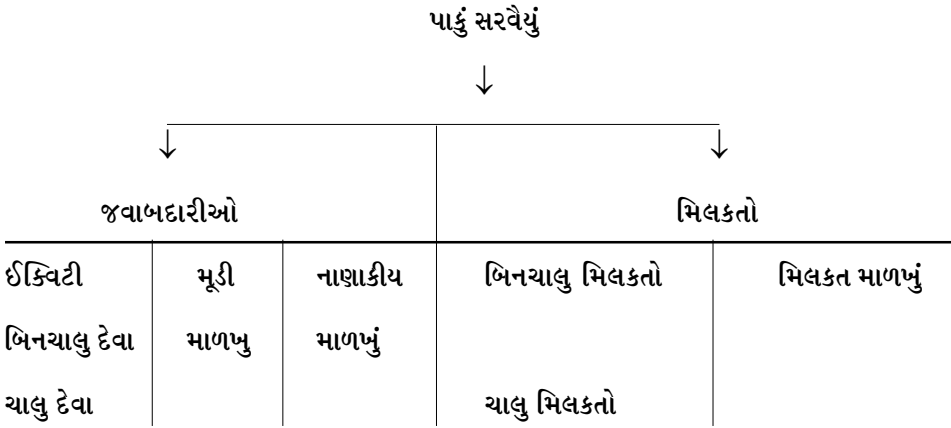 પાકું સરવૈયું
↓
↓ ↓
જવાબદારીઓ મિલકતો
ઈક્વિટી મૂડી નાણાકીય બિનચાલુ મિલકતો મિલકત માળખું
બિનચાલુ દેવા માળખુ માળખું
ચાલુ દેવા ચાલુ મિલકતો